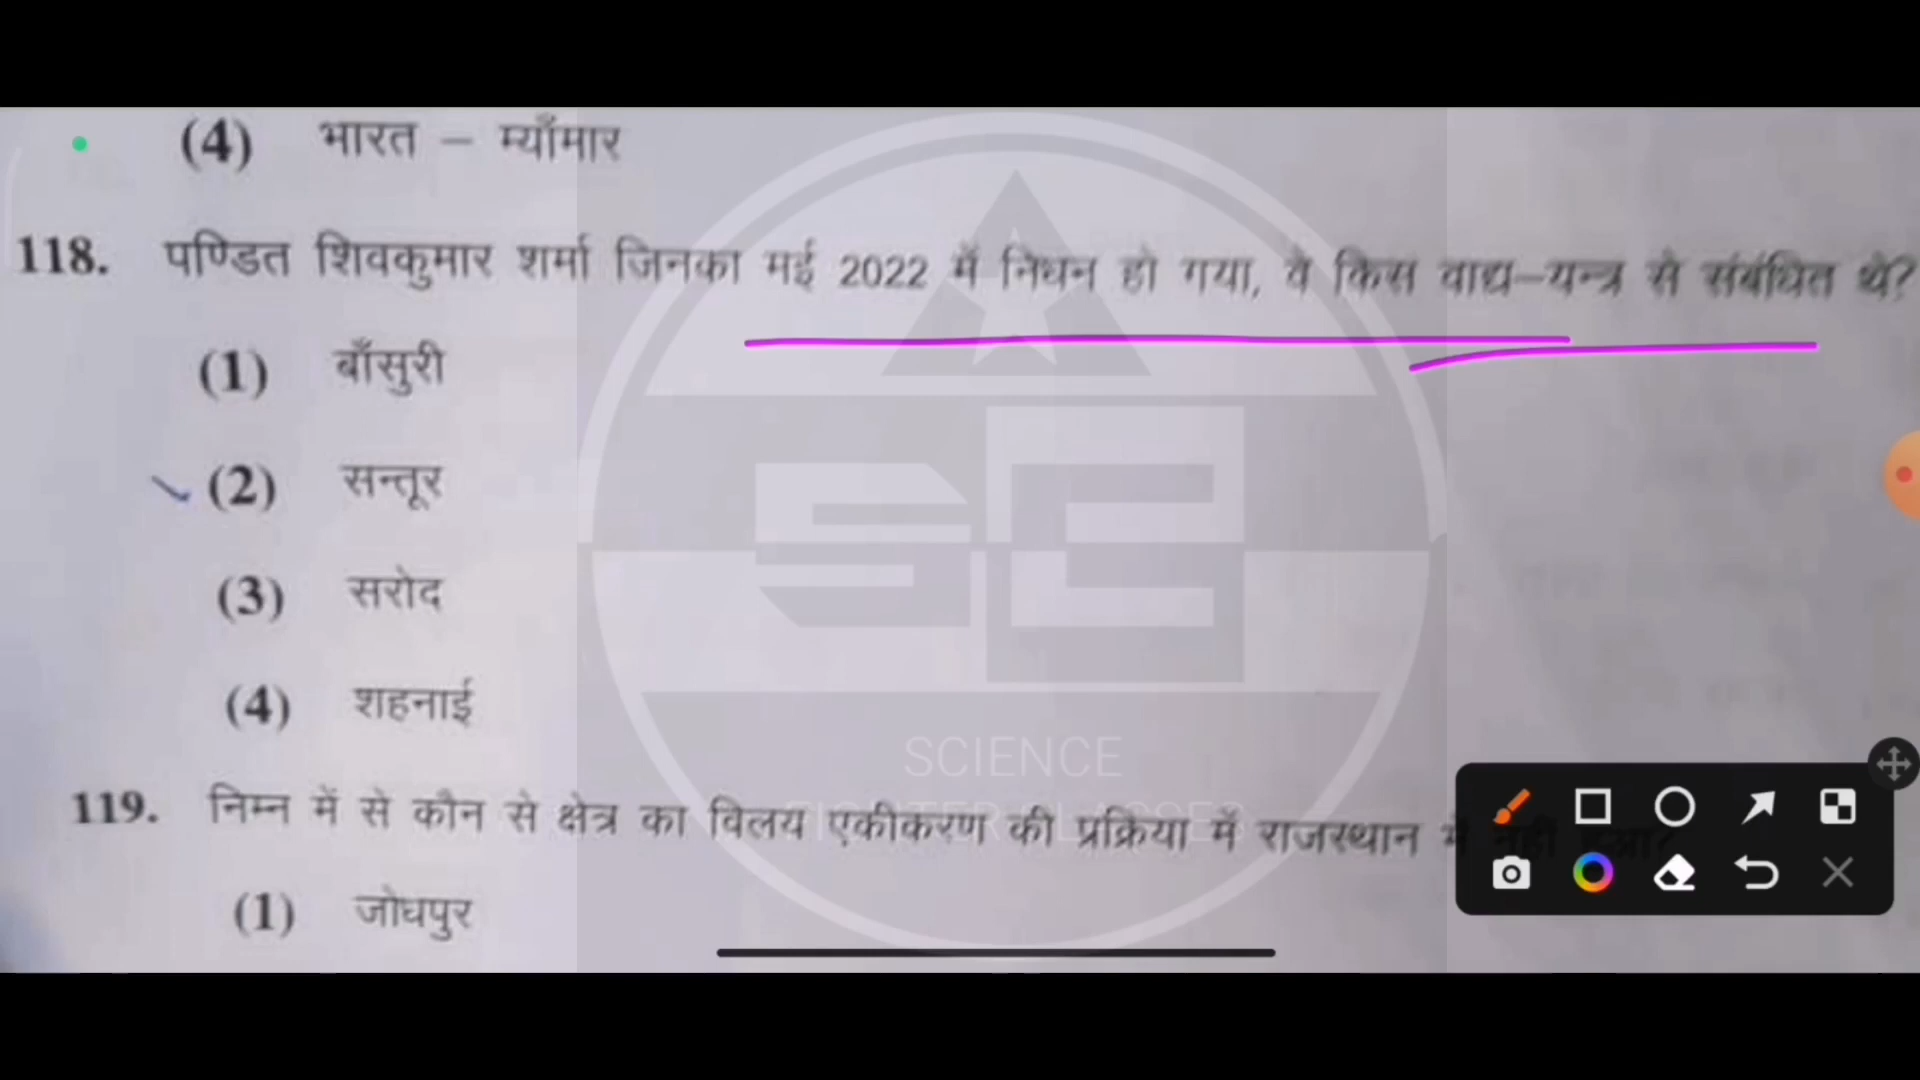 (4) भारत – म्याँमार
118. पण्डित शिवकुमार शर्मा जिनका मई 2022 में निधन हो गया, वे किस वाद्य–यन्त्र से संबंधित थे?
(1) बाँसुरी
(2) सन्तूर
(3) सरोद
(4) शहनाई
SCIENCE
119. निम्न में से कौन से क्षेत्र का विलय एकीकरण की प्रक्रिया में राजस्थान में नहीं हुआ?
(1) जोधपुर